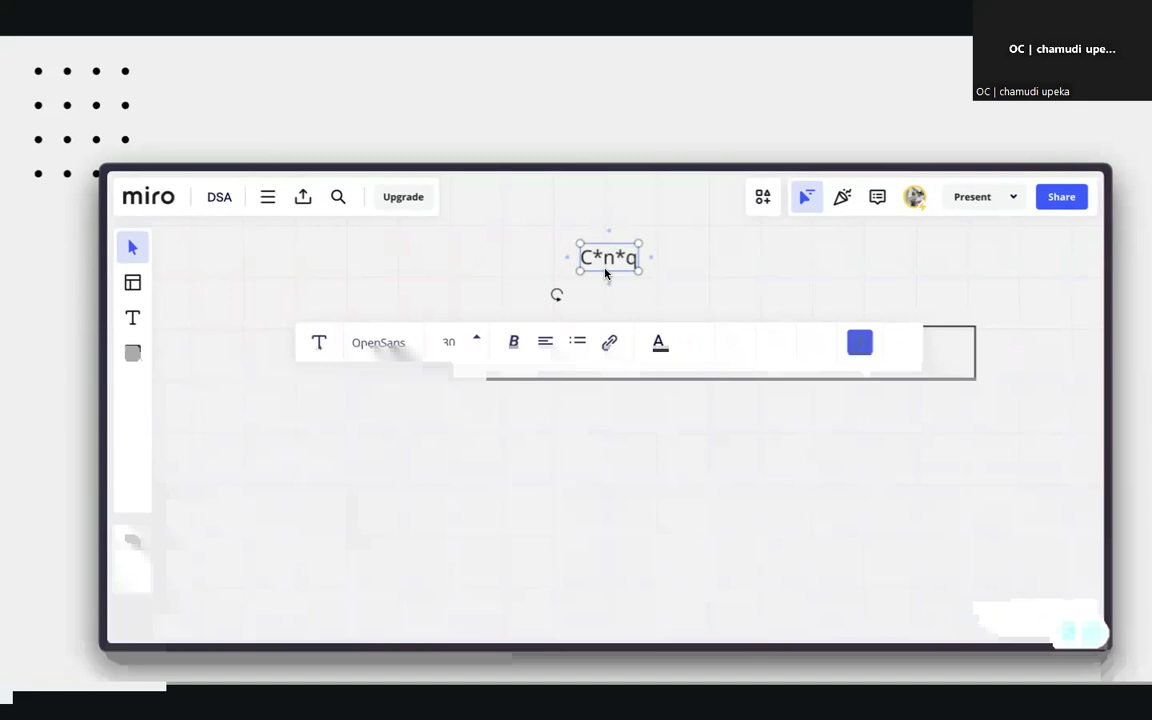 OC | chamudi upe...
OC | chamudi upeka
miro
DSA
Upgrade
Present
Share
C*n*q
OpenSans
30
B
A